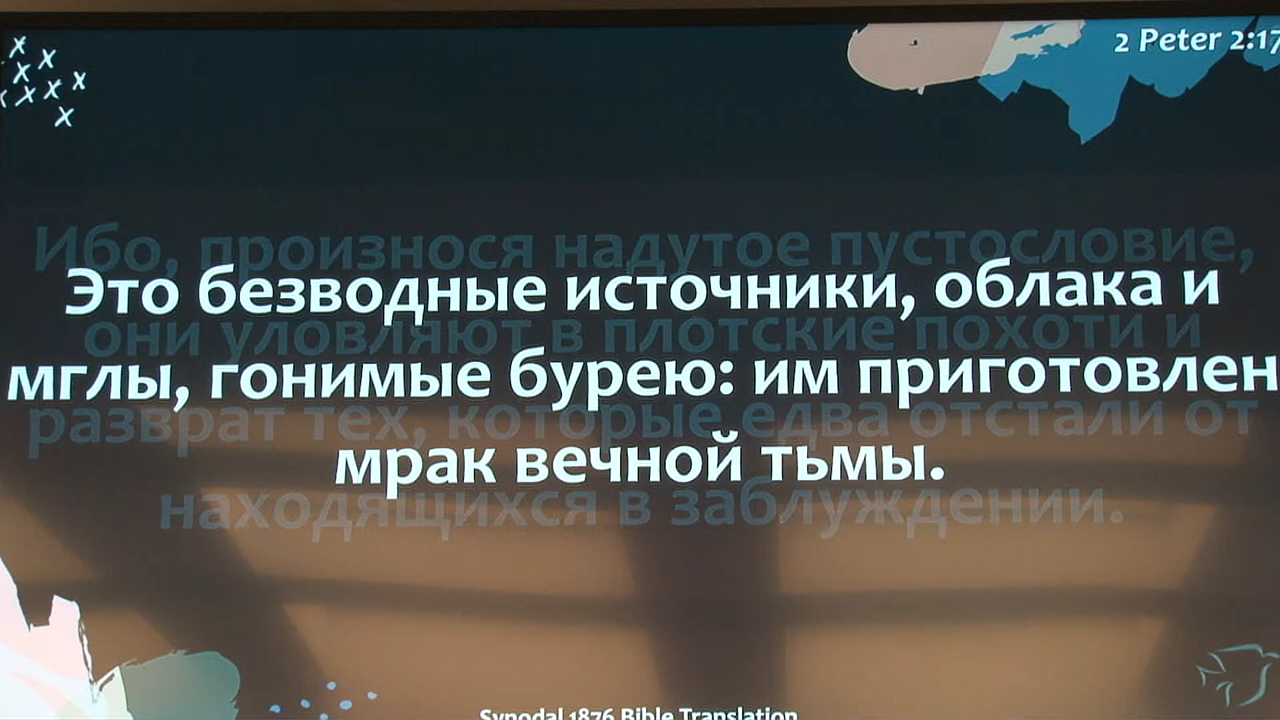 2 Peter 2:17
Ибо, произнося надутое пустословие,
Это безводные источники, облака и
они уловляют в плотские похоти и
мглы, гонимые бурею: им приготовлен
разврат тех, которые едва отстали от
мрак вечной тьмы.
находящихся в заблуждении.
Synodal 1876 Bible Translation